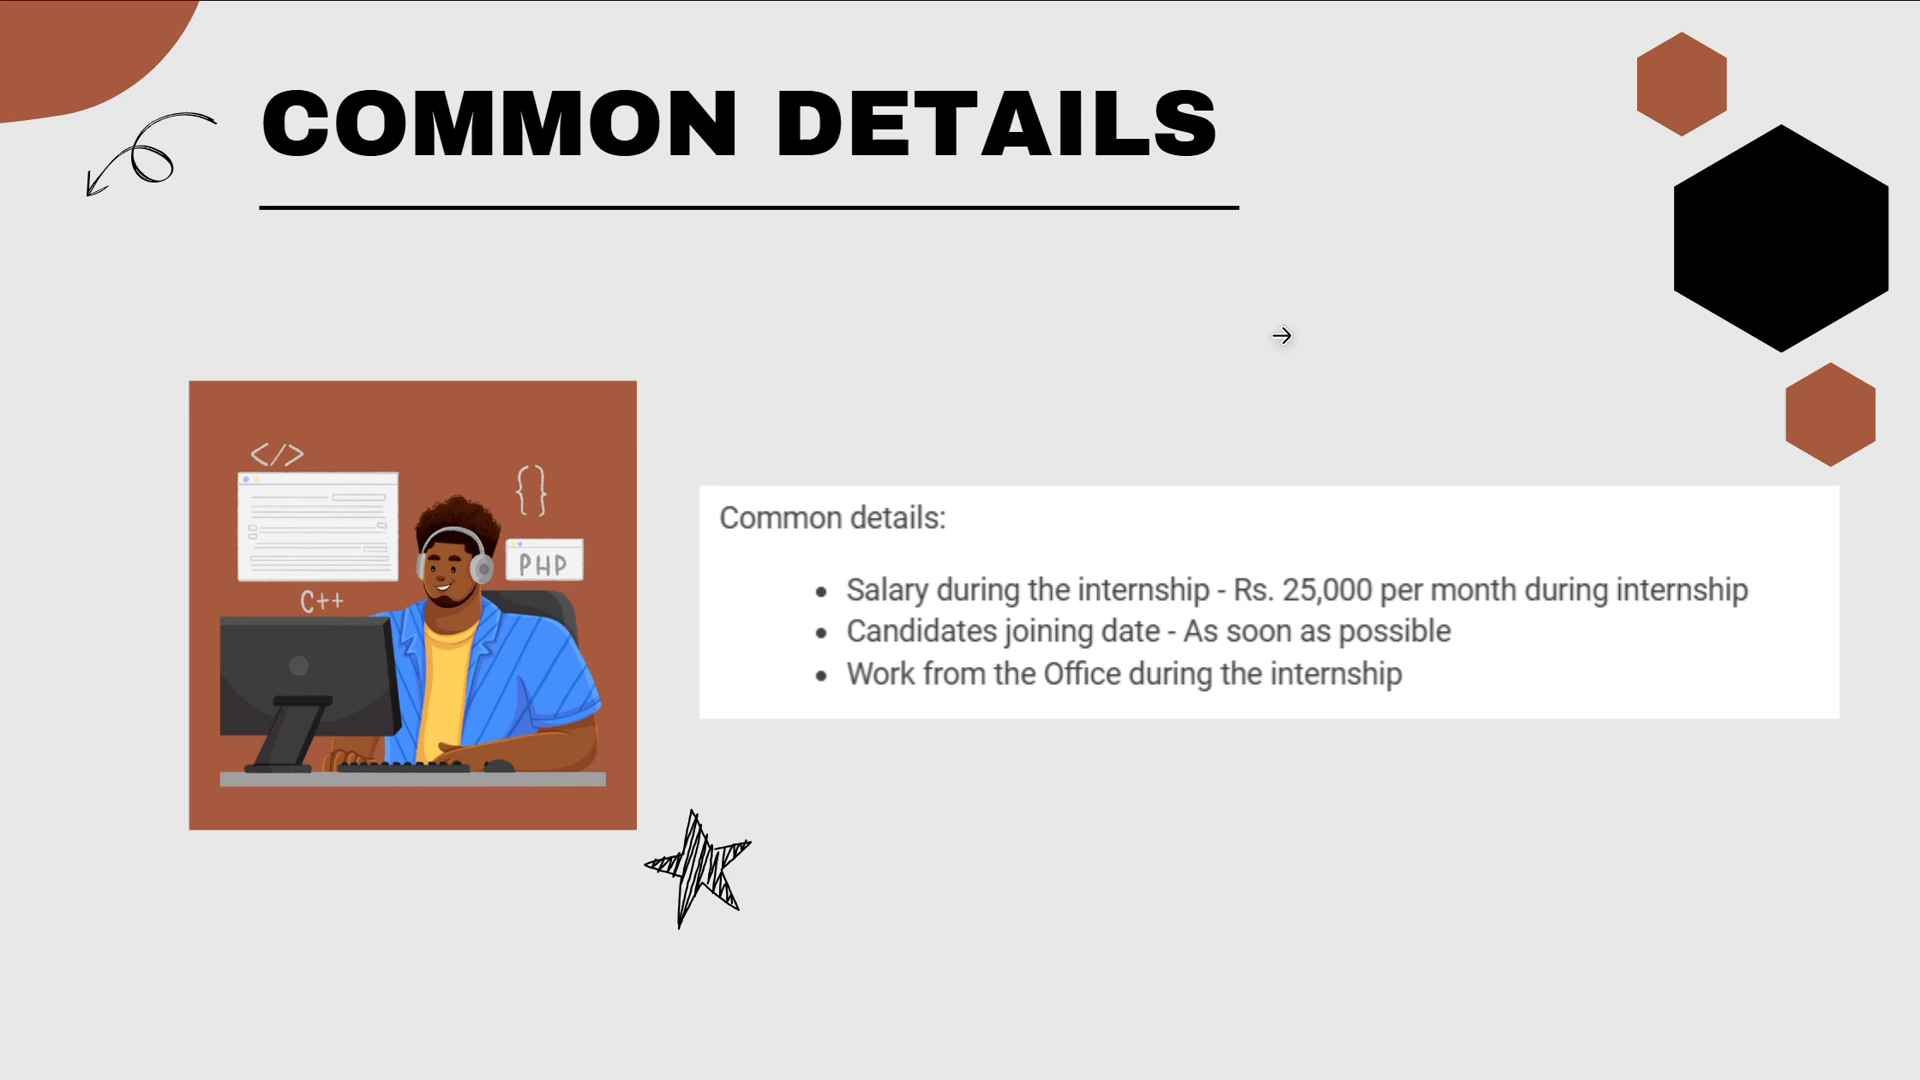 COMMON DETAILS
</>
{}
PHP
C++
Common details:
• Salary during the internship - Rs. 25,000 per month during internship
• Candidates joining date - As soon as possible
• Work from the Office during the internship